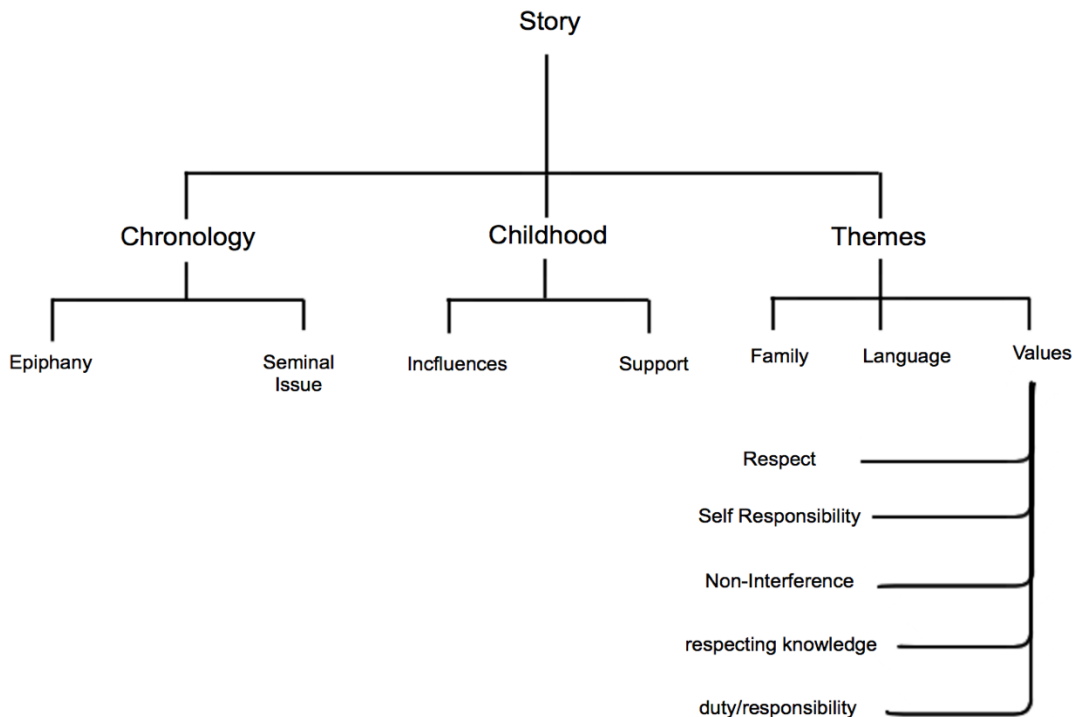 Story
Chronology
Childhood
Themes
Epiphany
Seminal
Issue
Incfluences
Support
Family
Language
Values
Respect
Self Responsibility
Non-Interference
respecting knowledge
duty/responsibility